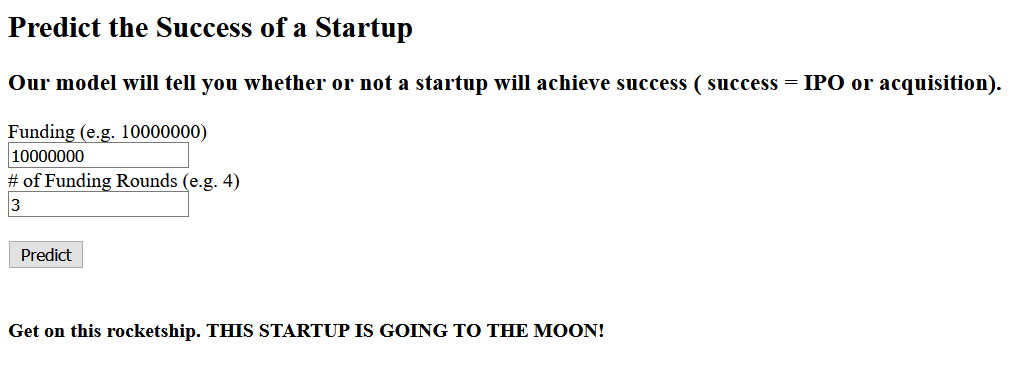 Predict the Success of a Startup
Our model will tell you whether or not a startup will achieve success ( success = IPO or acquisition).
Funding (e.g. 10000000)
10000000
# of Funding Rounds (e.g. 4)
3
Predict
Get on this rocketship. THIS STARTUP IS GOING TO THE MOON!